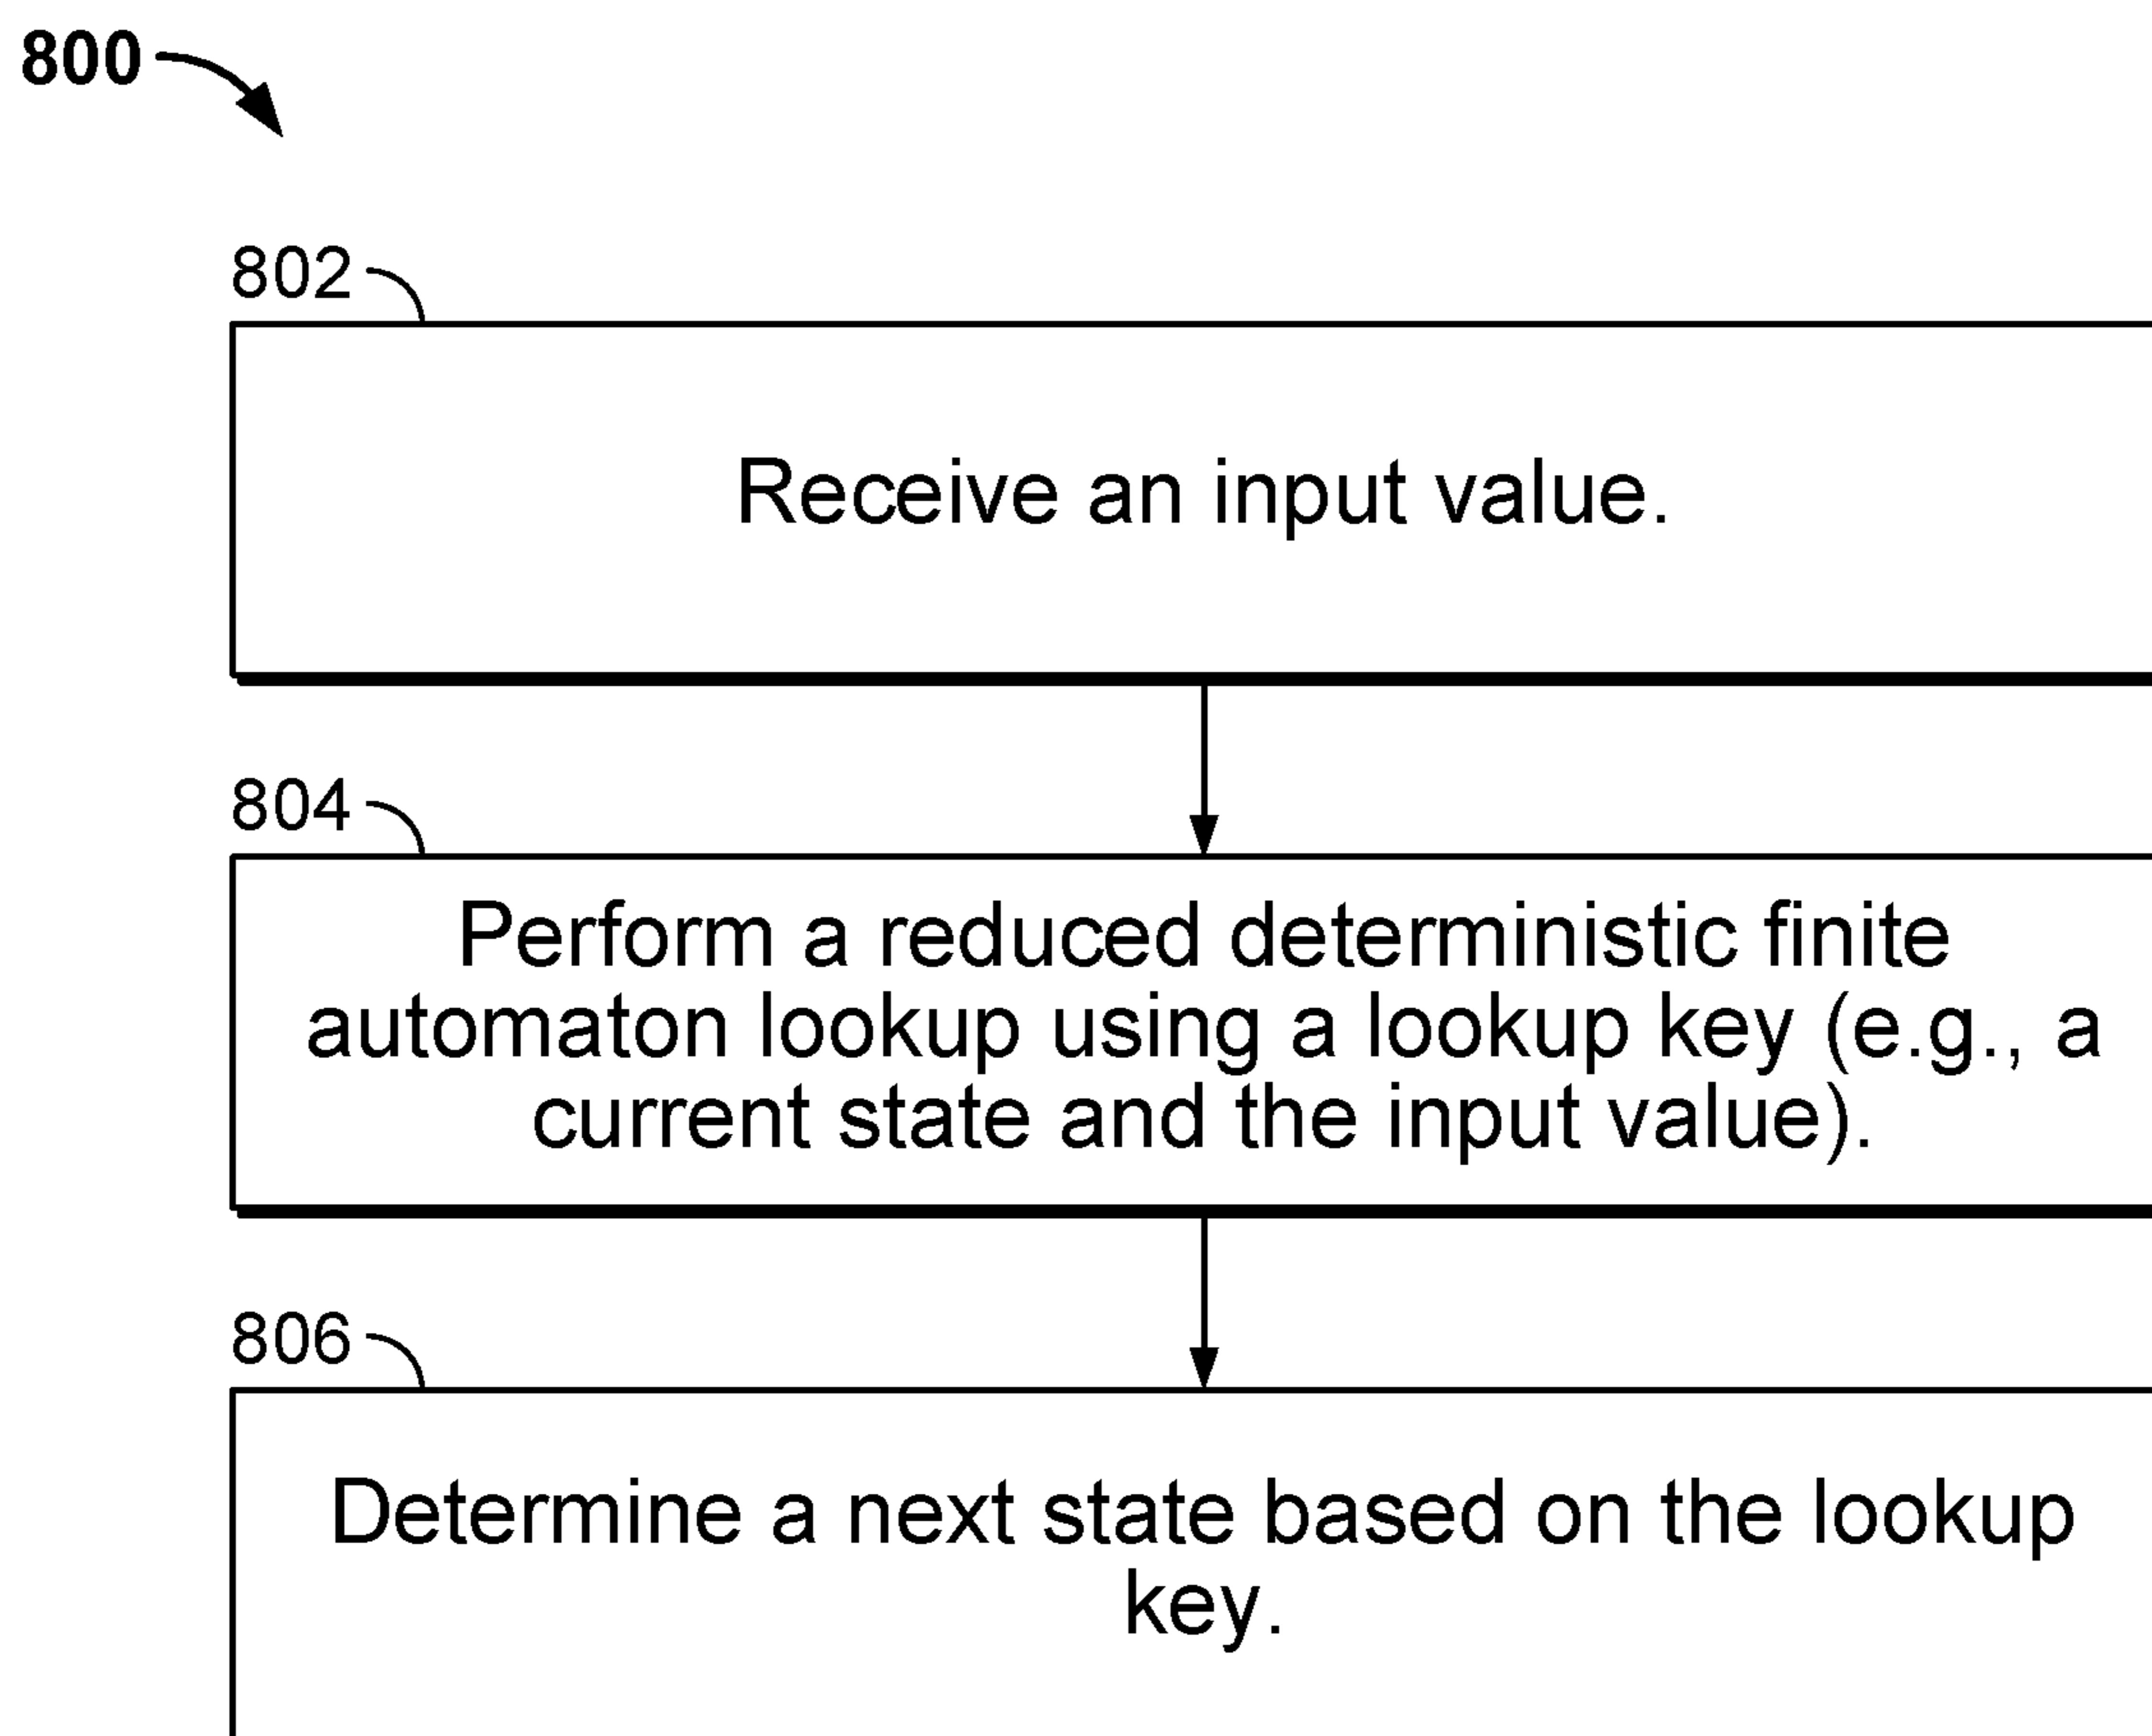 800
802
Receive an input value.
804
Perform a reduced deterministic finite
automaton lookup using a lookup key (e.g., a
current state and the input value).
806
Determine a next state based on the lookup
key.